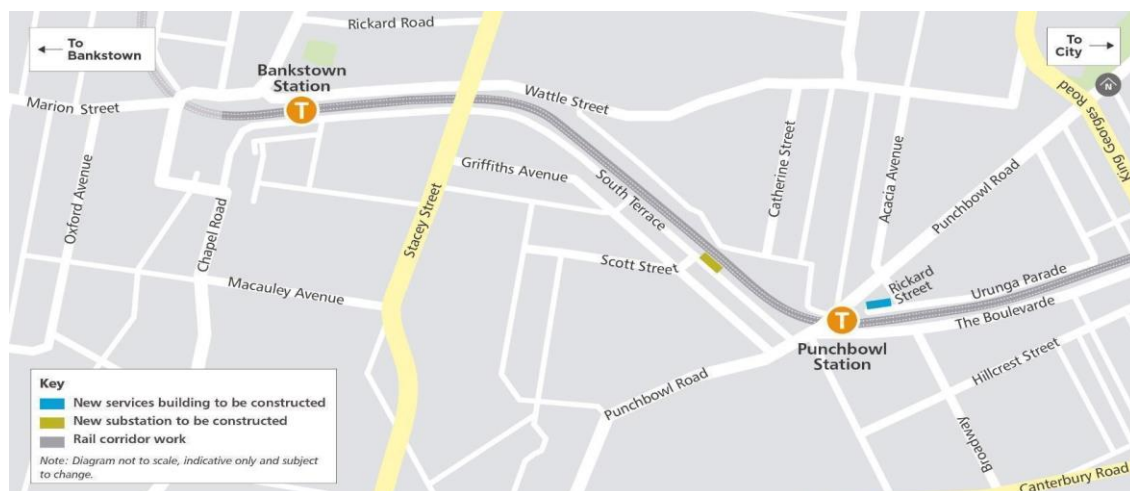 Rickard Road
To
Bankstown
To
City
N
Bankstown
Station
T
Marion Street
Wattle Street
King Georges Road
Griffiths Avenue
South Terrace
Catherine Street
Acacia Avenue
Punchbowl Road
Oxford Avenue
Chapel Road
Stacey Street
Scott Street
Macauley Avenue
Rickard
Street
Urunga Parade
The Boulevarde
T
Punchbowl
Station
Hillcrest Street
Punchbowl Road
Broadway
Canterbury Road
Key
New services building to be constructed
New substation to be constructed
Rail corridor work
Note: Diagram not to scale, indicative only and subject
to change.